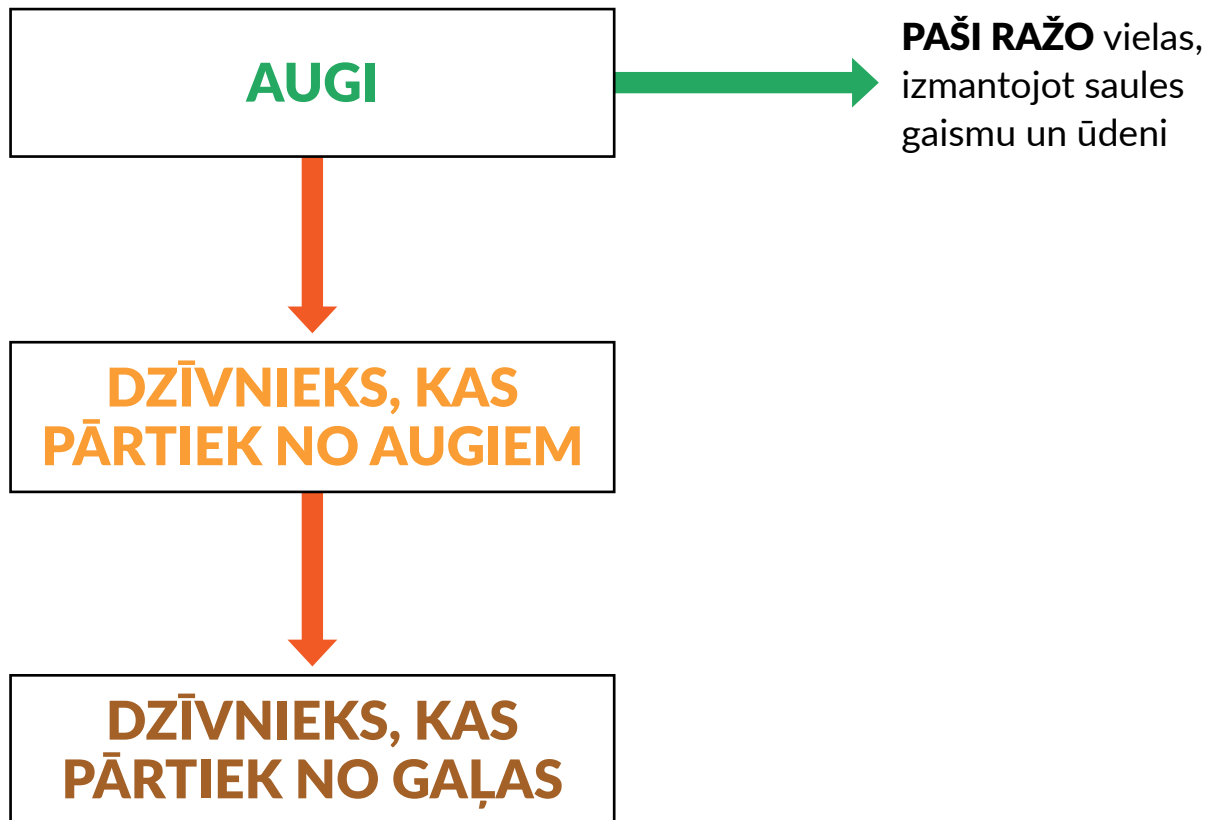 AUGI
PAŠI RAŽO vielas,
izmantojot saules
gaismu un ūdeni
DZĪVNIEKS, KAS
PĀRTIEK NO AUGIEM
DZĪVNIEKS, KAS
PĀRTIEK NO GAĻAS